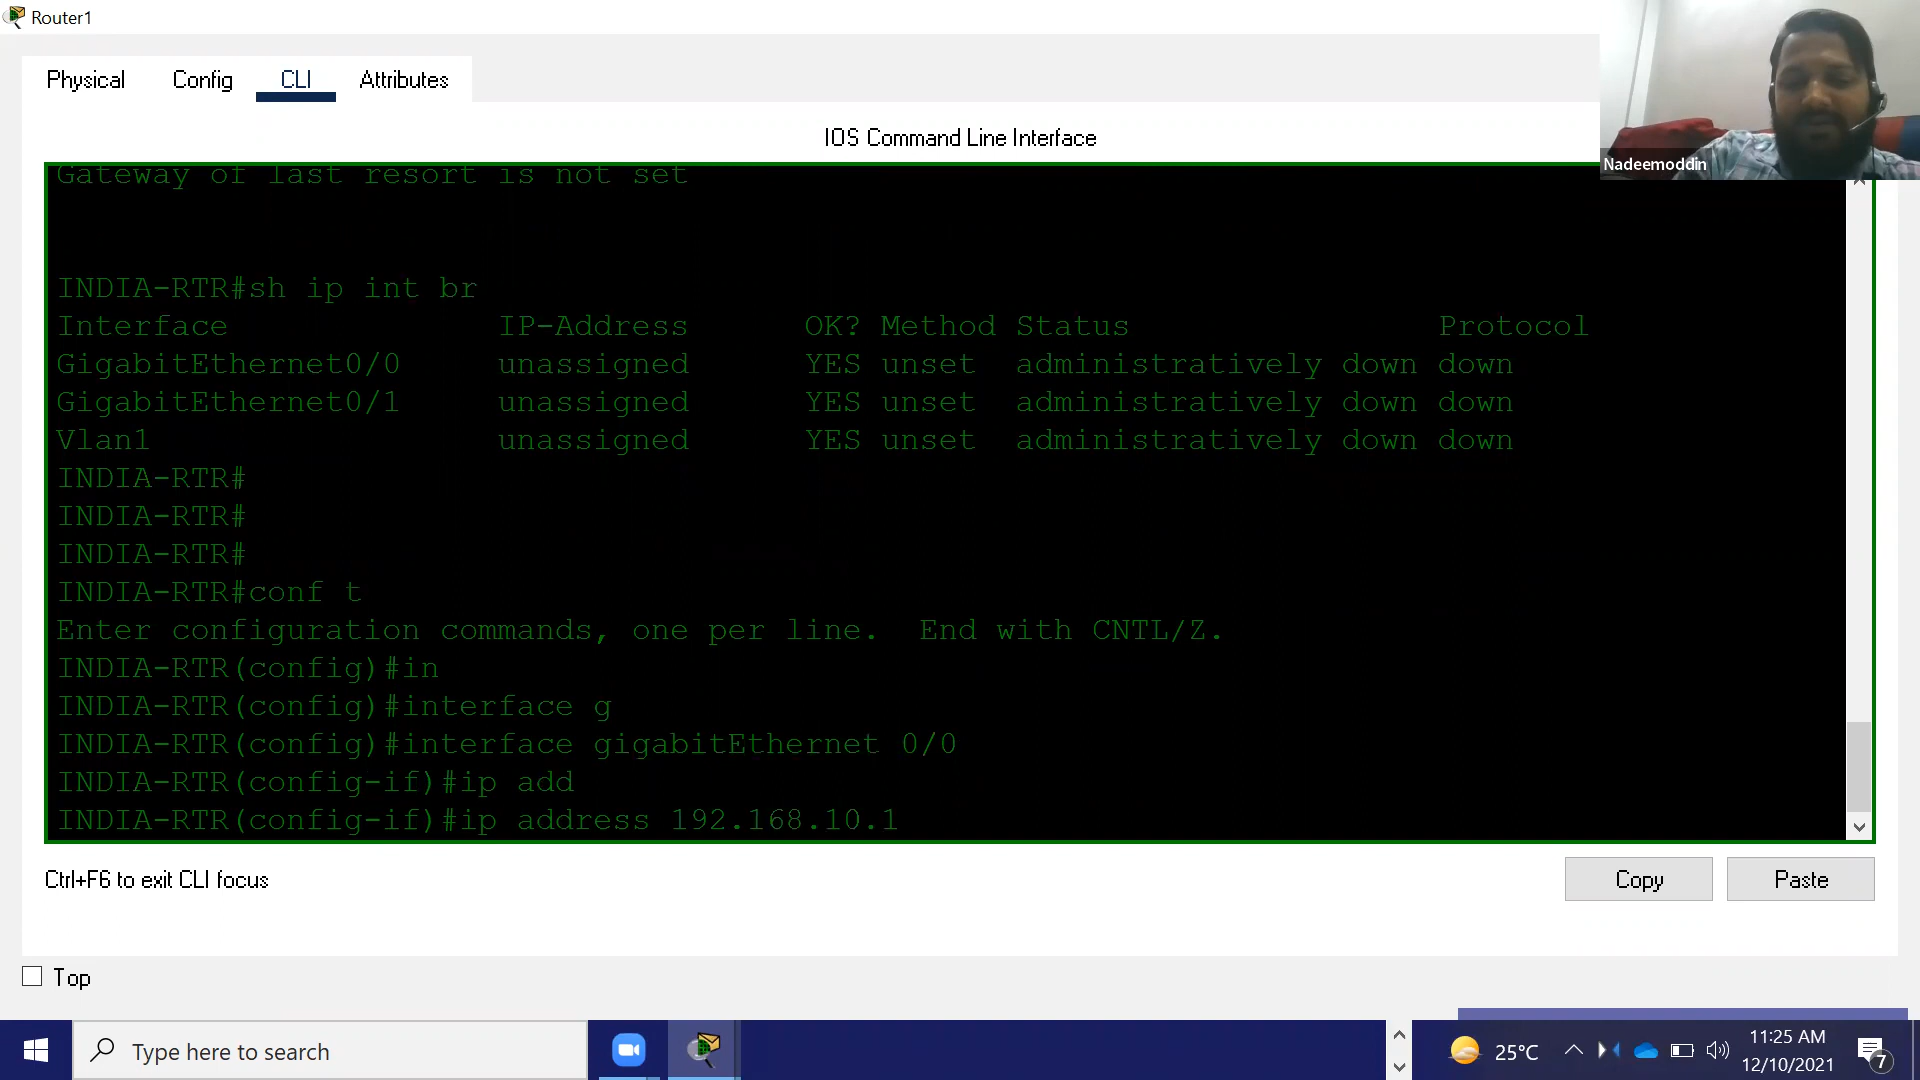 Router1
Physical Config CLI Attributes
IOS Command Line Interface
Nadeemoddin
Gateway of last resort is not set
INDIA-RTR#sh ip int br
Interface IP-Address OK? Method Status Protocol
GigabitEthernet0/0 unassigned YES unset administratively down down
GigabitEthernet0/1 unassigned YES unset administratively down down
Vlan1 unassigned YES unset administratively down down
INDIA-RTR#
INDIA-RTR#
INDIA-RTR#
INDIA-RTR#conf t
Enter configuration commands, one per line. End with CNTL/Z.
INDIA-RTR(config)#in
INDIA-RTR(config)#interface g
INDIA-RTR(config)#interface gigabitEthernet 0/0
INDIA-RTR(config-if)#ip add
INDIA-RTR(config-if)#ip address 192.168.10.1
Ctrl+F6 to exit CLI focus
Copy Paste
Top
Type here to search
25°C
11:25 AM
12/10/2021
7